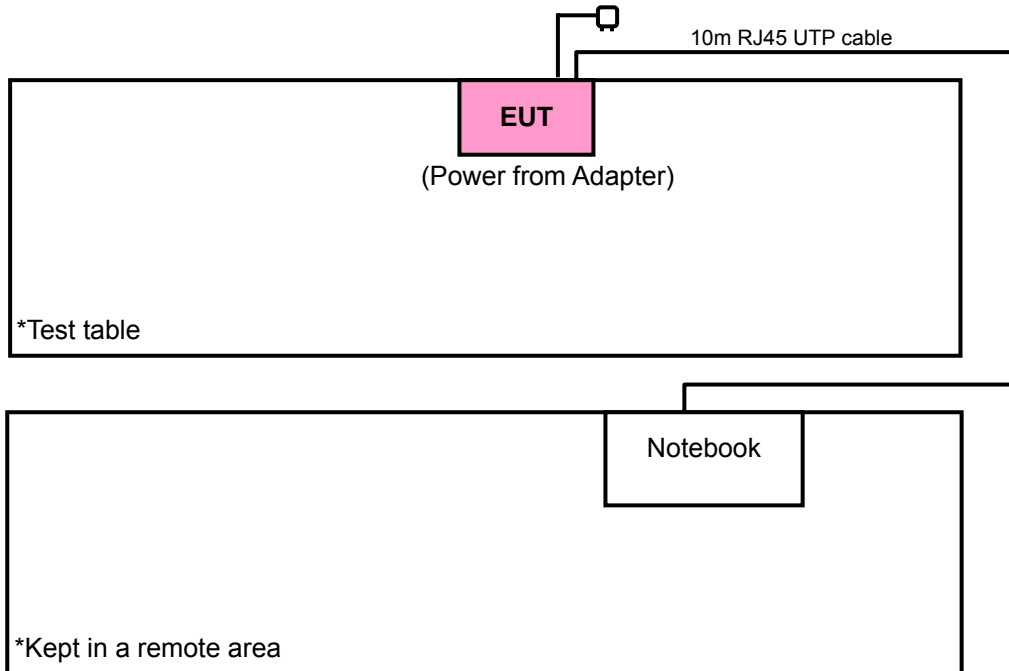 10m RJ45 UTP cable
EUT
(Power from Adapter)
*Test table
Notebook
*Kept in a remote area